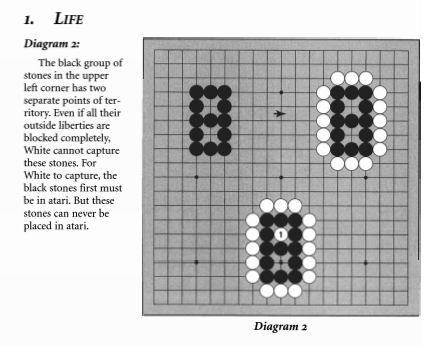 1. LIFE
Diagram 2:
The black group of
stones in the upper
left corner has two
separate points of ter-
ritory. Even if all their
outside liberties are
blocked completely,
White cannot capture
these stones. For
White to capture, the
black stones first must
be in atari. But these
stones can never be
placed in atari.
1
Diagram 2